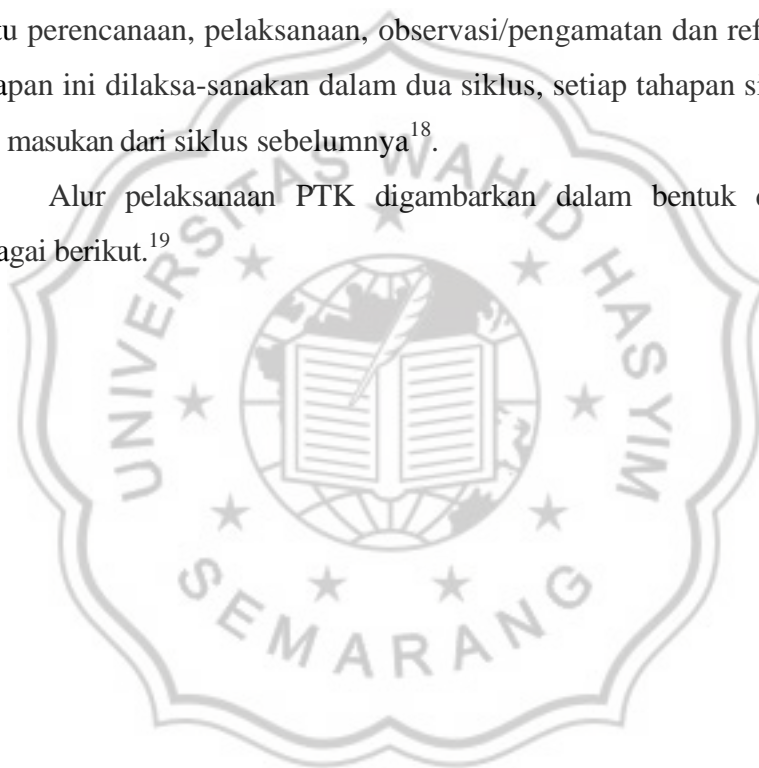 tu perencanaan, pelaksanaan, observasi/pengamatan dan ref
apan ini dilaksa-sanakan dalam dua siklus, setiap tahapan si
masukan dari siklus sebelumnya18.
Alur pelaksanaan PTK digambarkan dalam bentuk d
agai berikut.19
UNIVERSITAS WAHID HASYIM
SEMARANG